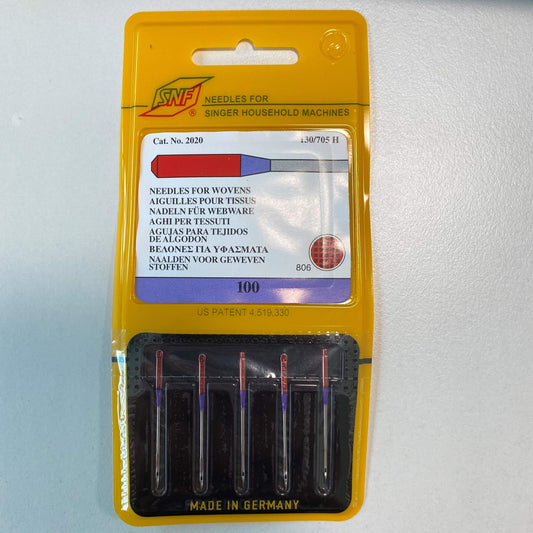 SNF
®
NEEDLES FOR
SINGER HOUSEHOLD MACHINES
Cat. No. 2020 130/705 H
NEEDLES FOR WOVENS
AIGUILLES POUR TISSUS
NADELN FÜR WEBWARE
AGHI PER TESSUTI
AGUJAS PARA TEJIDOS
DE ALGODON
ΒΕΛΟΝΕΣ ΓΙΑ ΥΦΑΣΜΑΤΑ
NAALDEN VOOR GEWEVEN
STOFFEN
806
100
US PATENT 4,519,330
MADE IN GERMANY